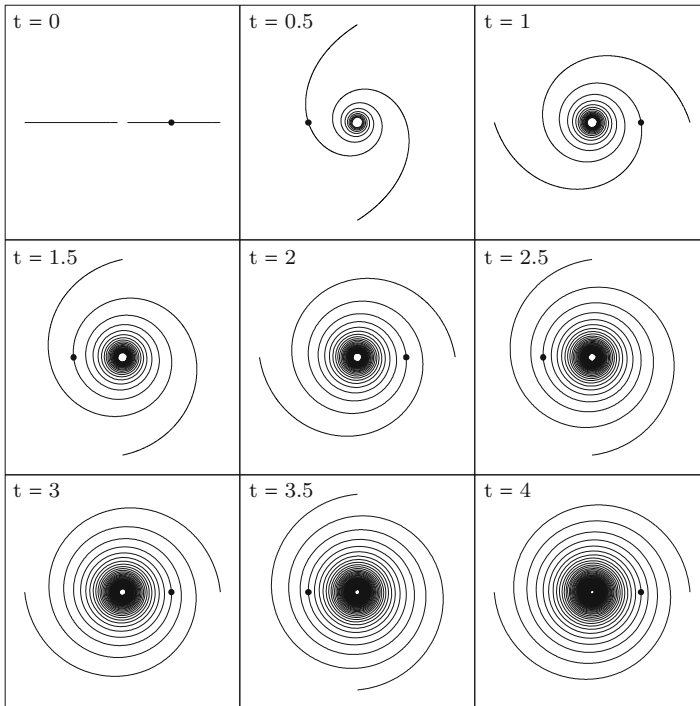 t = 0
t = 0.5
t = 1
t = 1.5
t = 2
t = 2.5
t = 3
t = 3.5
t = 4